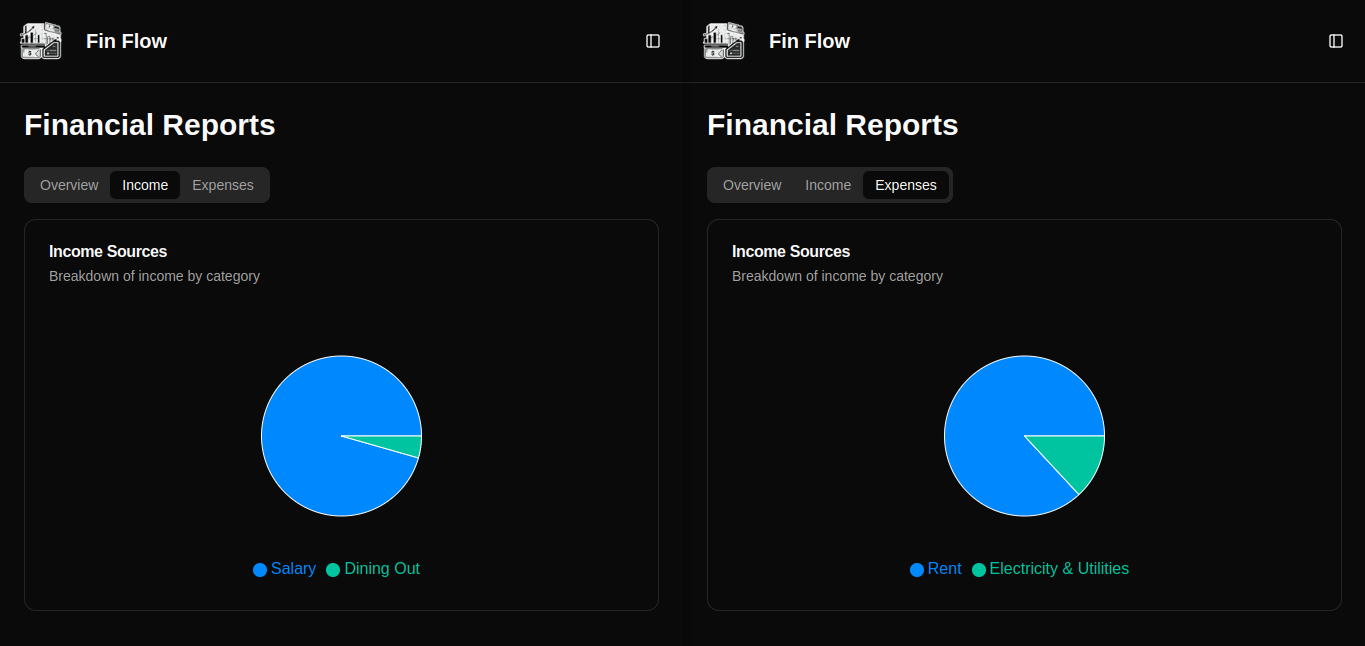 Fin Flow
Financial Reports
Overview Income Expenses
Income Sources
Breakdown of income by category
Salary Dining Out
Fin Flow
Financial Reports
Overview Income Expenses
Income Sources
Breakdown of income by category
Rent Electricity & Utilities